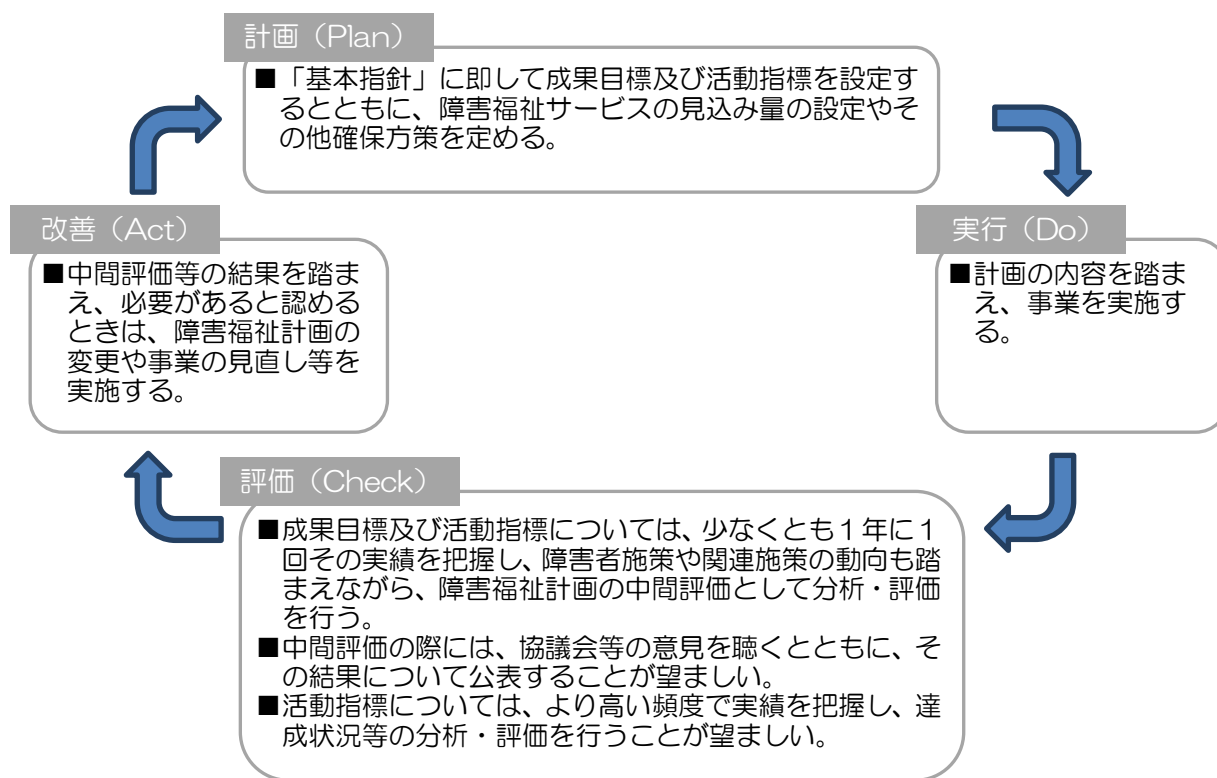 計画（Plan）
■「基本指針」に即して成果目標及び活動指標を設定す
るとともに、障害福祉サービスの見込み量の設定やそ
の他確保方策を定める。
改善（Act）
■中間評価等の結果を踏ま
え、必要があると認める
ときは、障害福祉計画の
変更や事業の見直し等を
実施する。
実行（Do）
■計画の内容を踏ま
え、事業を実施す
る。
評価（Check）
■成果目標及び活動指標については、少なくとも１年に１
回その実績を把握し、障害者施策や関連施策の動向も踏
まえながら、障害福祉計画の中間評価として分析・評価
を行う。
■中間評価の際には、協議会等の意見を聴くとともに、そ
の結果について公表することが望ましい。
■活動指標については、より高い頻度で実績を把握し、達
成状況等の分析・評価を行うことが望ましい。